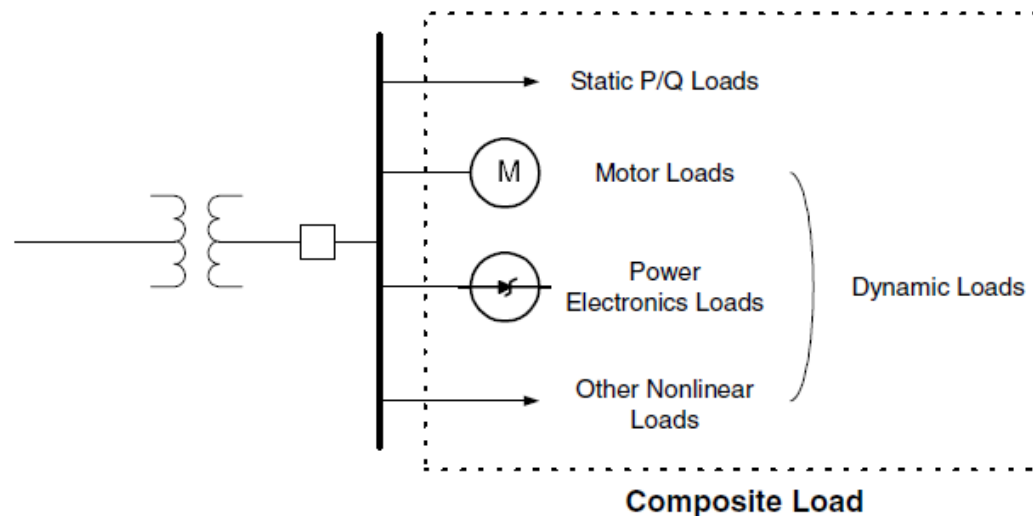 Static P/Q Loads
M
Motor Loads
Power
Electronics Loads
Dynamic Loads
Other Nonlinear
Loads
Composite Load